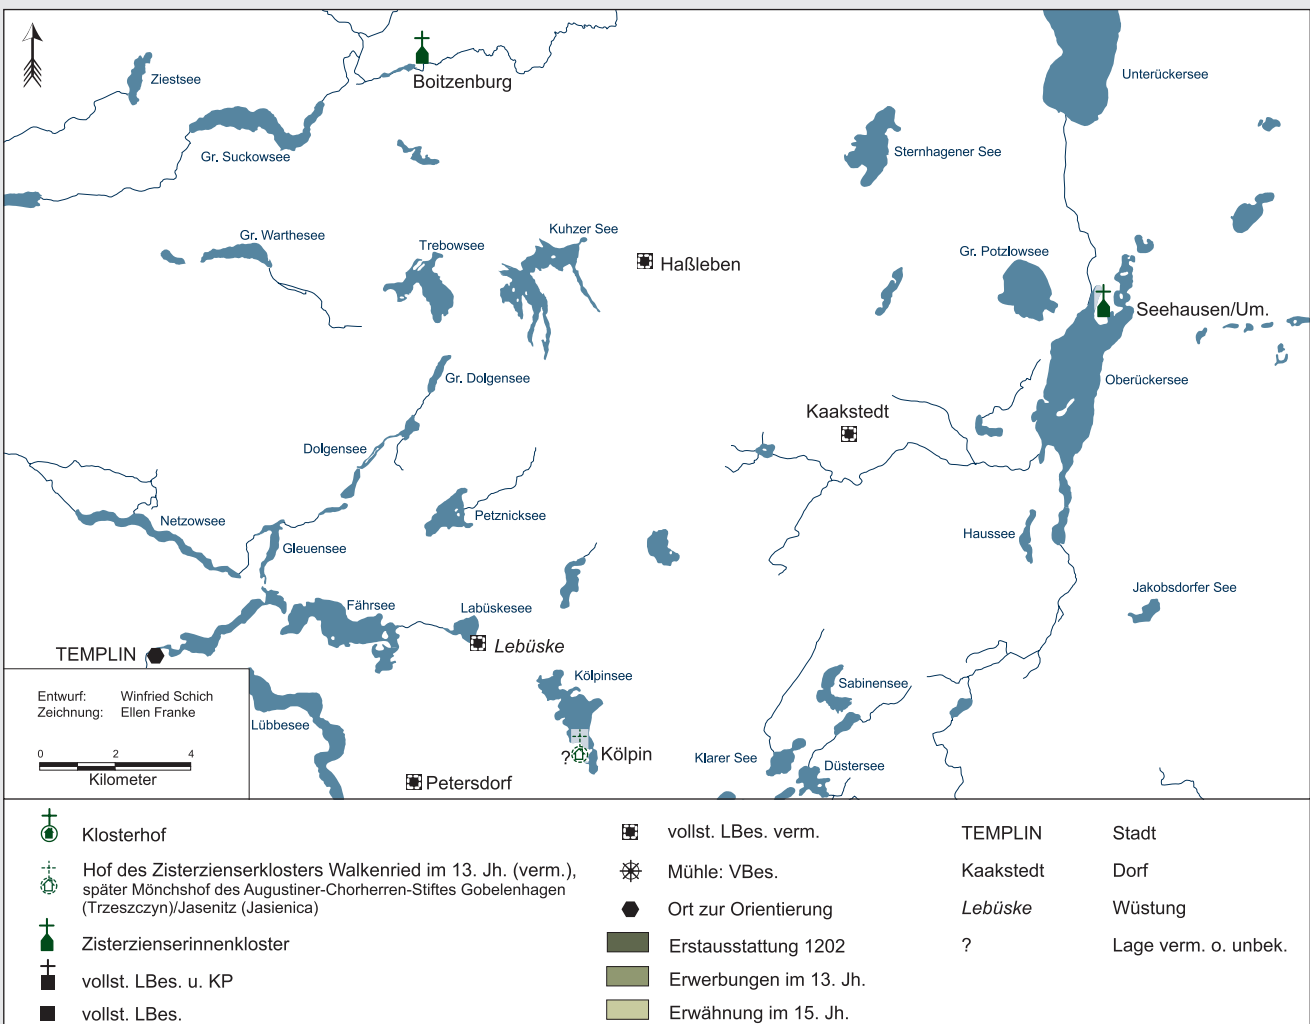 Ziestsee
Boitzenburg
Unterückersee
Gr. Suckowsee
Sternhagener See
Gr. Warthesee
Trebowsee
Kuhzer See
Haßleben
Gr. Potzlowsee
Seehausen/Um.
Gr. Dolgensee
Oberückersee
Kaakstedt
Dolgensee
Netzowsee
Petznicksee
Gleuensee
Haussee
Jakobsdorfer See
Fährsee
Labüskesee
TEMPLIN
Lebüske
Kölpinsee
Sabinensee
Entwurf: Winfried Schich
Zeichnung: Ellen Franke
Lübbesee
0 2 4
Kilometer
? Kölpin
Klarer See
Düstersee
Petersdorf
Klosterhof
Hof des Zisterzienserklosters Walkenried im 13. Jh. (verm.),
später Mönchshof des Augustiner-Chorherren-Stiftes Gobelenhagen
(Trzeszczyn)/Jasenitz (Jasienica)
Zisterzienserinnenkloster
vollst. LBes. u. KP
vollst. LBes.
vollst. LBes. verm.
Mühle: VBes.
Ort zur Orientierung
Erstausstattung 1202
Erwerbungen im 13. Jh.
Erwähnung im 15. Jh.
TEMPLIN Stadt
Kaakstedt Dorf
Lebüske Wüstung
? Lage verm. o. unbek.